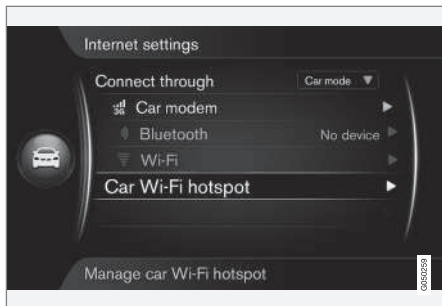 Internet settings
Connect through Car mode
3G Car modem
Bluetooth No device
Wi-Fi
Car Wi-Fi hotspot
Manage car Wi-Fi hotspot
G050259